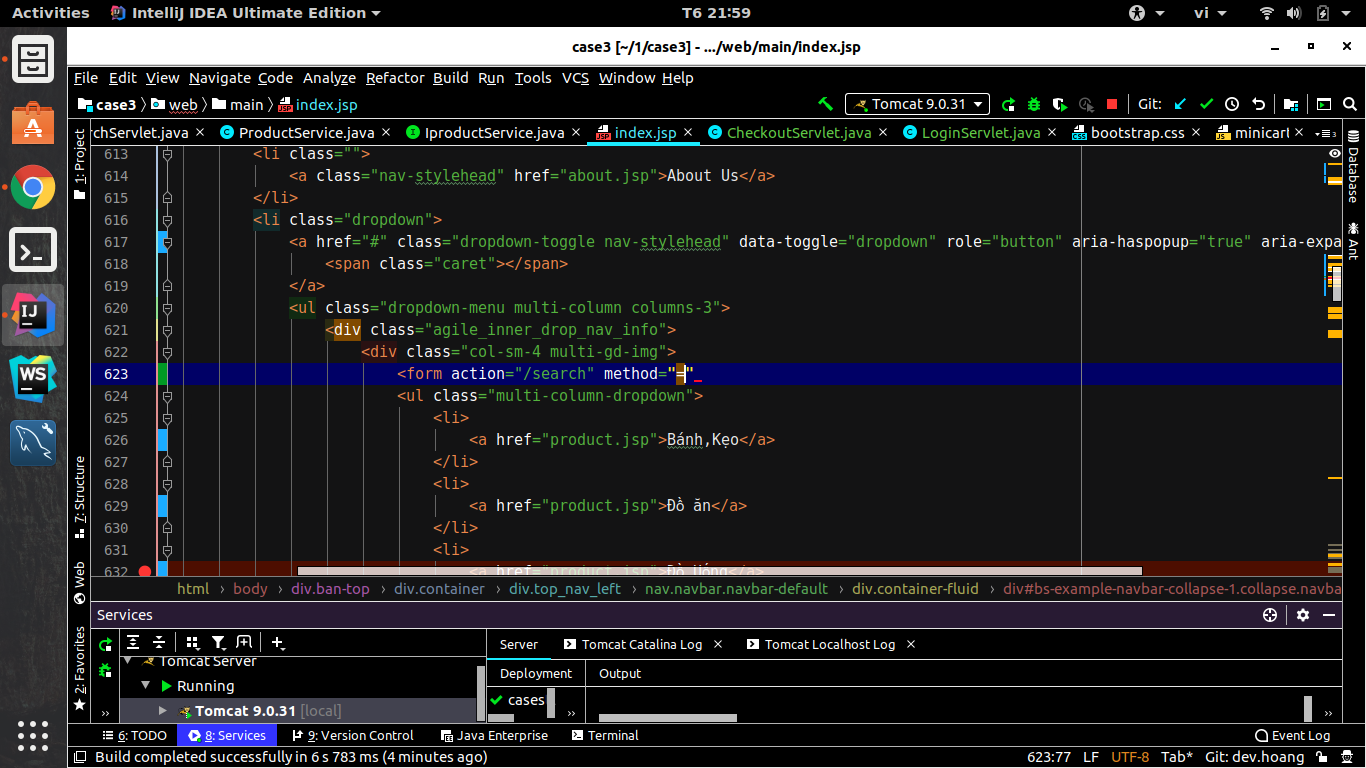 Activities IntelliJ IDEA Ultimate Edition T6 21:59 vi
case3 [~/1/case3] - .../web/main/index.jsp
File Edit View Navigate Code Analyze Refactor Build Run Tools VCS Window Help
case3 web main index.jsp Tomcat 9.0.31 Git:
rchServlet.java ProductService.java IproductService.java index.jsp CheckoutServlet.java LoginServlet.java bootstrap.css minicart
1: Project
7: Structure
Web
2: Favorites
Database
Ant
613 <li class="">
614 <a class="nav-stylehead" href="about.jsp">About Us</a>
615 </li>
616 <li class="dropdown">
617 <a href="#" class="dropdown-toggle nav-stylehead" data-toggle="dropdown" role="button" aria-haspopup="true" aria-expa
618 <span class="caret"></span>
619 </a>
620 <ul class="dropdown-menu multi-column columns-3">
621 <div class="agile_inner_drop_nav_info">
622 <div class="col-sm-4 multi-gd-img">
623 <form action="/search" method="="
624 <ul class="multi-column-dropdown">
625 <li>
626 <a href="product.jsp">Bánh,Kẹo</a>
627 </li>
628 <li>
629 <a href="product.jsp">Đồ ăn</a>
630 </li>
631 <li>
632 <a href="product.jsp">Đồ Uống</a>
html body div.ban-top div.container div.top_nav_left nav.navbar.navbar-default div.container-fluid div#bs-example-navbar-collapse-1.collapse.navba
Services
Server Tomcat Catalina Log Tomcat Localhost Log
Tomcat Server
Running
Tomcat 9.0.31 [local]
Deployment Output
cases
6: TODO 8: Services 9: Version Control Java Enterprise Terminal Event Log
Build completed successfully in 6 s 783 ms (4 minutes ago) 623:77 LF UTF-8 Tab* Git: dev.hoang